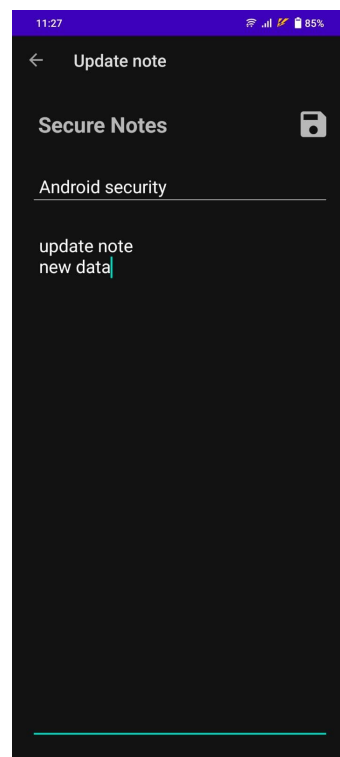 11:27
85%
Update note
Secure Notes
Android security
update note
new data